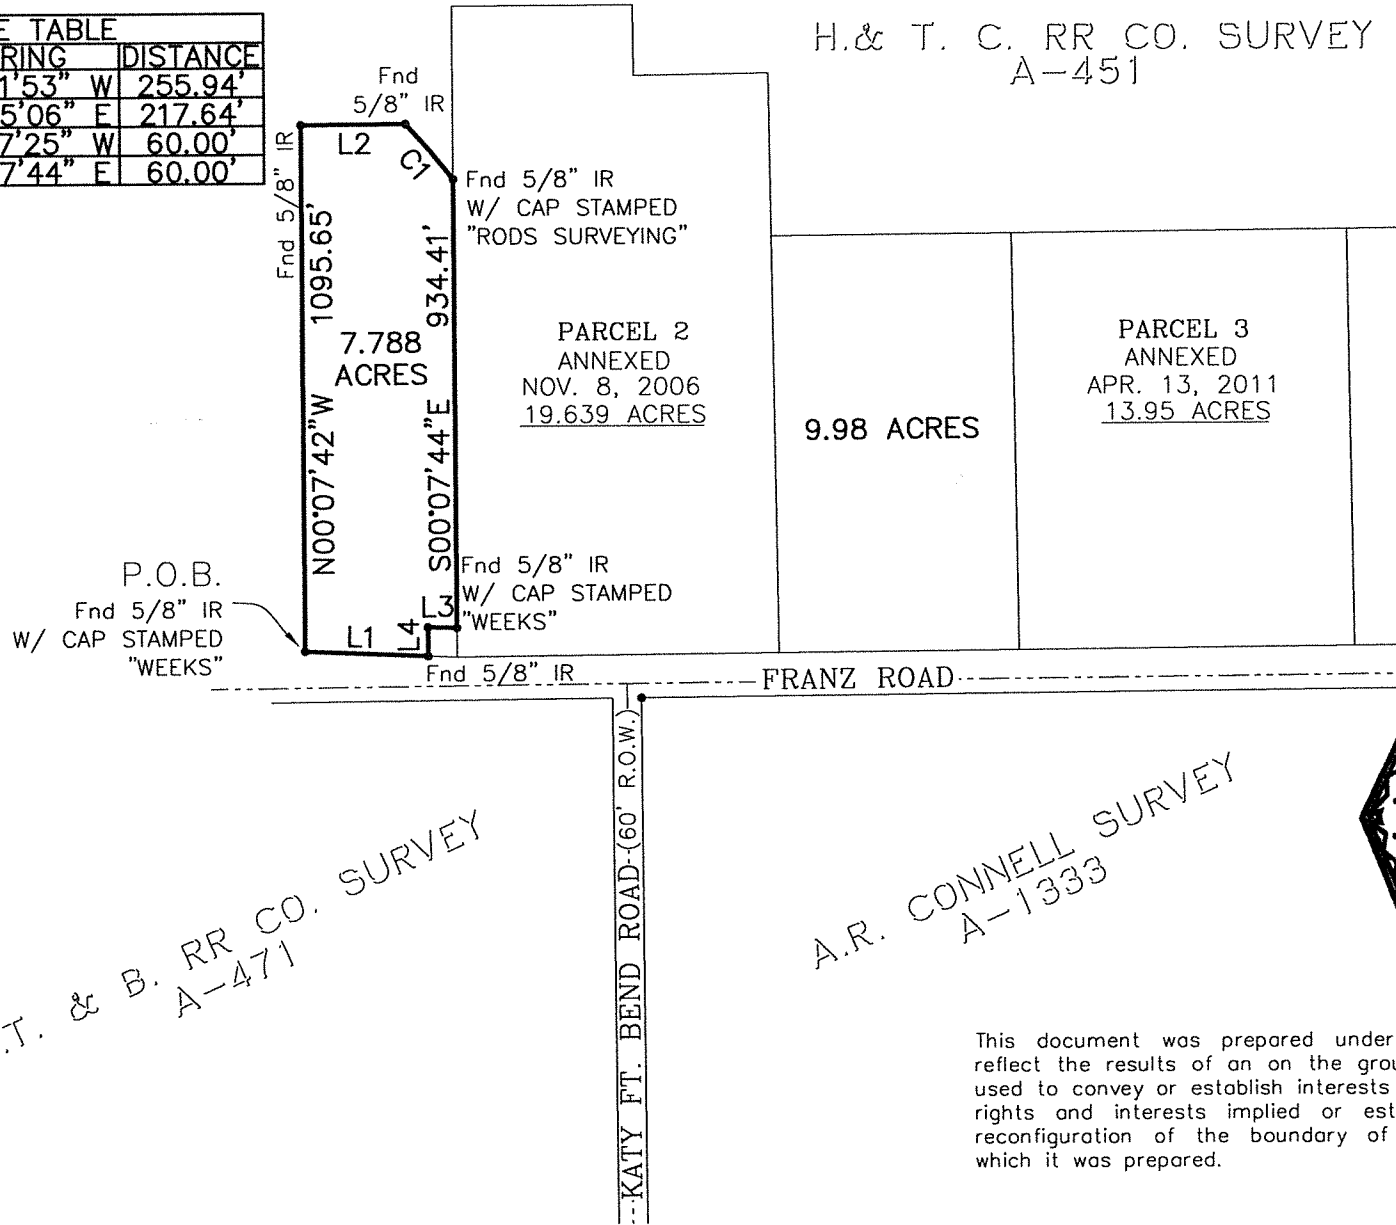 TABLE
DISTANCE
1'53" W 255.94'
5'06" E 217.64'
7'25" W 60.00'
7'44" E 60.00'
H.& T. C. RR CO. SURVEY
A-451
Fnd
5/8" IR
L2
C1
Fnd 5/8" IR
Fnd 5/8" IR
W/ CAP STAMPED
"RODS SURVEYING"
1095.65'
934.41'
7.788
ACRES
N00°07'42"W
S00°07'44"E
PARCEL 2
ANNEXED
NOV. 8, 2006
19.639 ACRES
9.98 ACRES
PARCEL 3
ANNEXED
APR. 13, 2011
13.95 ACRES
P.O.B.
Fnd 5/8" IR
W/ CAP STAMPED
"WEEKS"
Fnd 5/8" IR
W/ CAP STAMPED
"WEEKS"
L3
L4
L1
Fnd 5/8" IR
FRANZ ROAD
KATY FT. BEND ROAD (60' R.O.W.)
.T. & B. RR CO. SURVEY
A-471
A.R. CONNELL SURVEY
A-1333
This document was prepared under
reflect the results of an on the
used to convey or establish interests
rights and interests implied or
reconfiguration of the boundary of
which it was prepared.